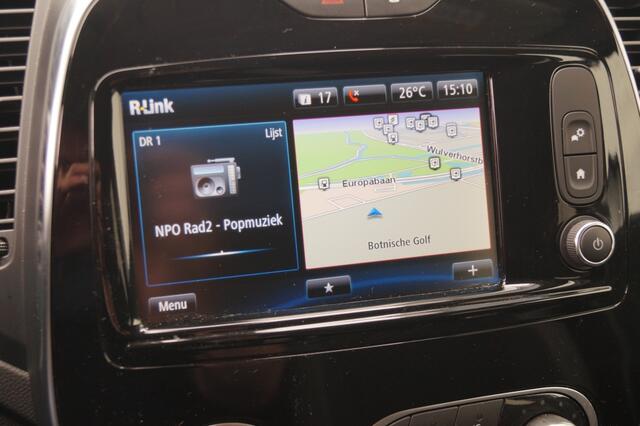 R-Link
17
26°C
15:10
DR 1
Lijst
NPO Rad2 - Popmuziek
Wulverhorstb
Europabaan
Botnische Golf
Menu